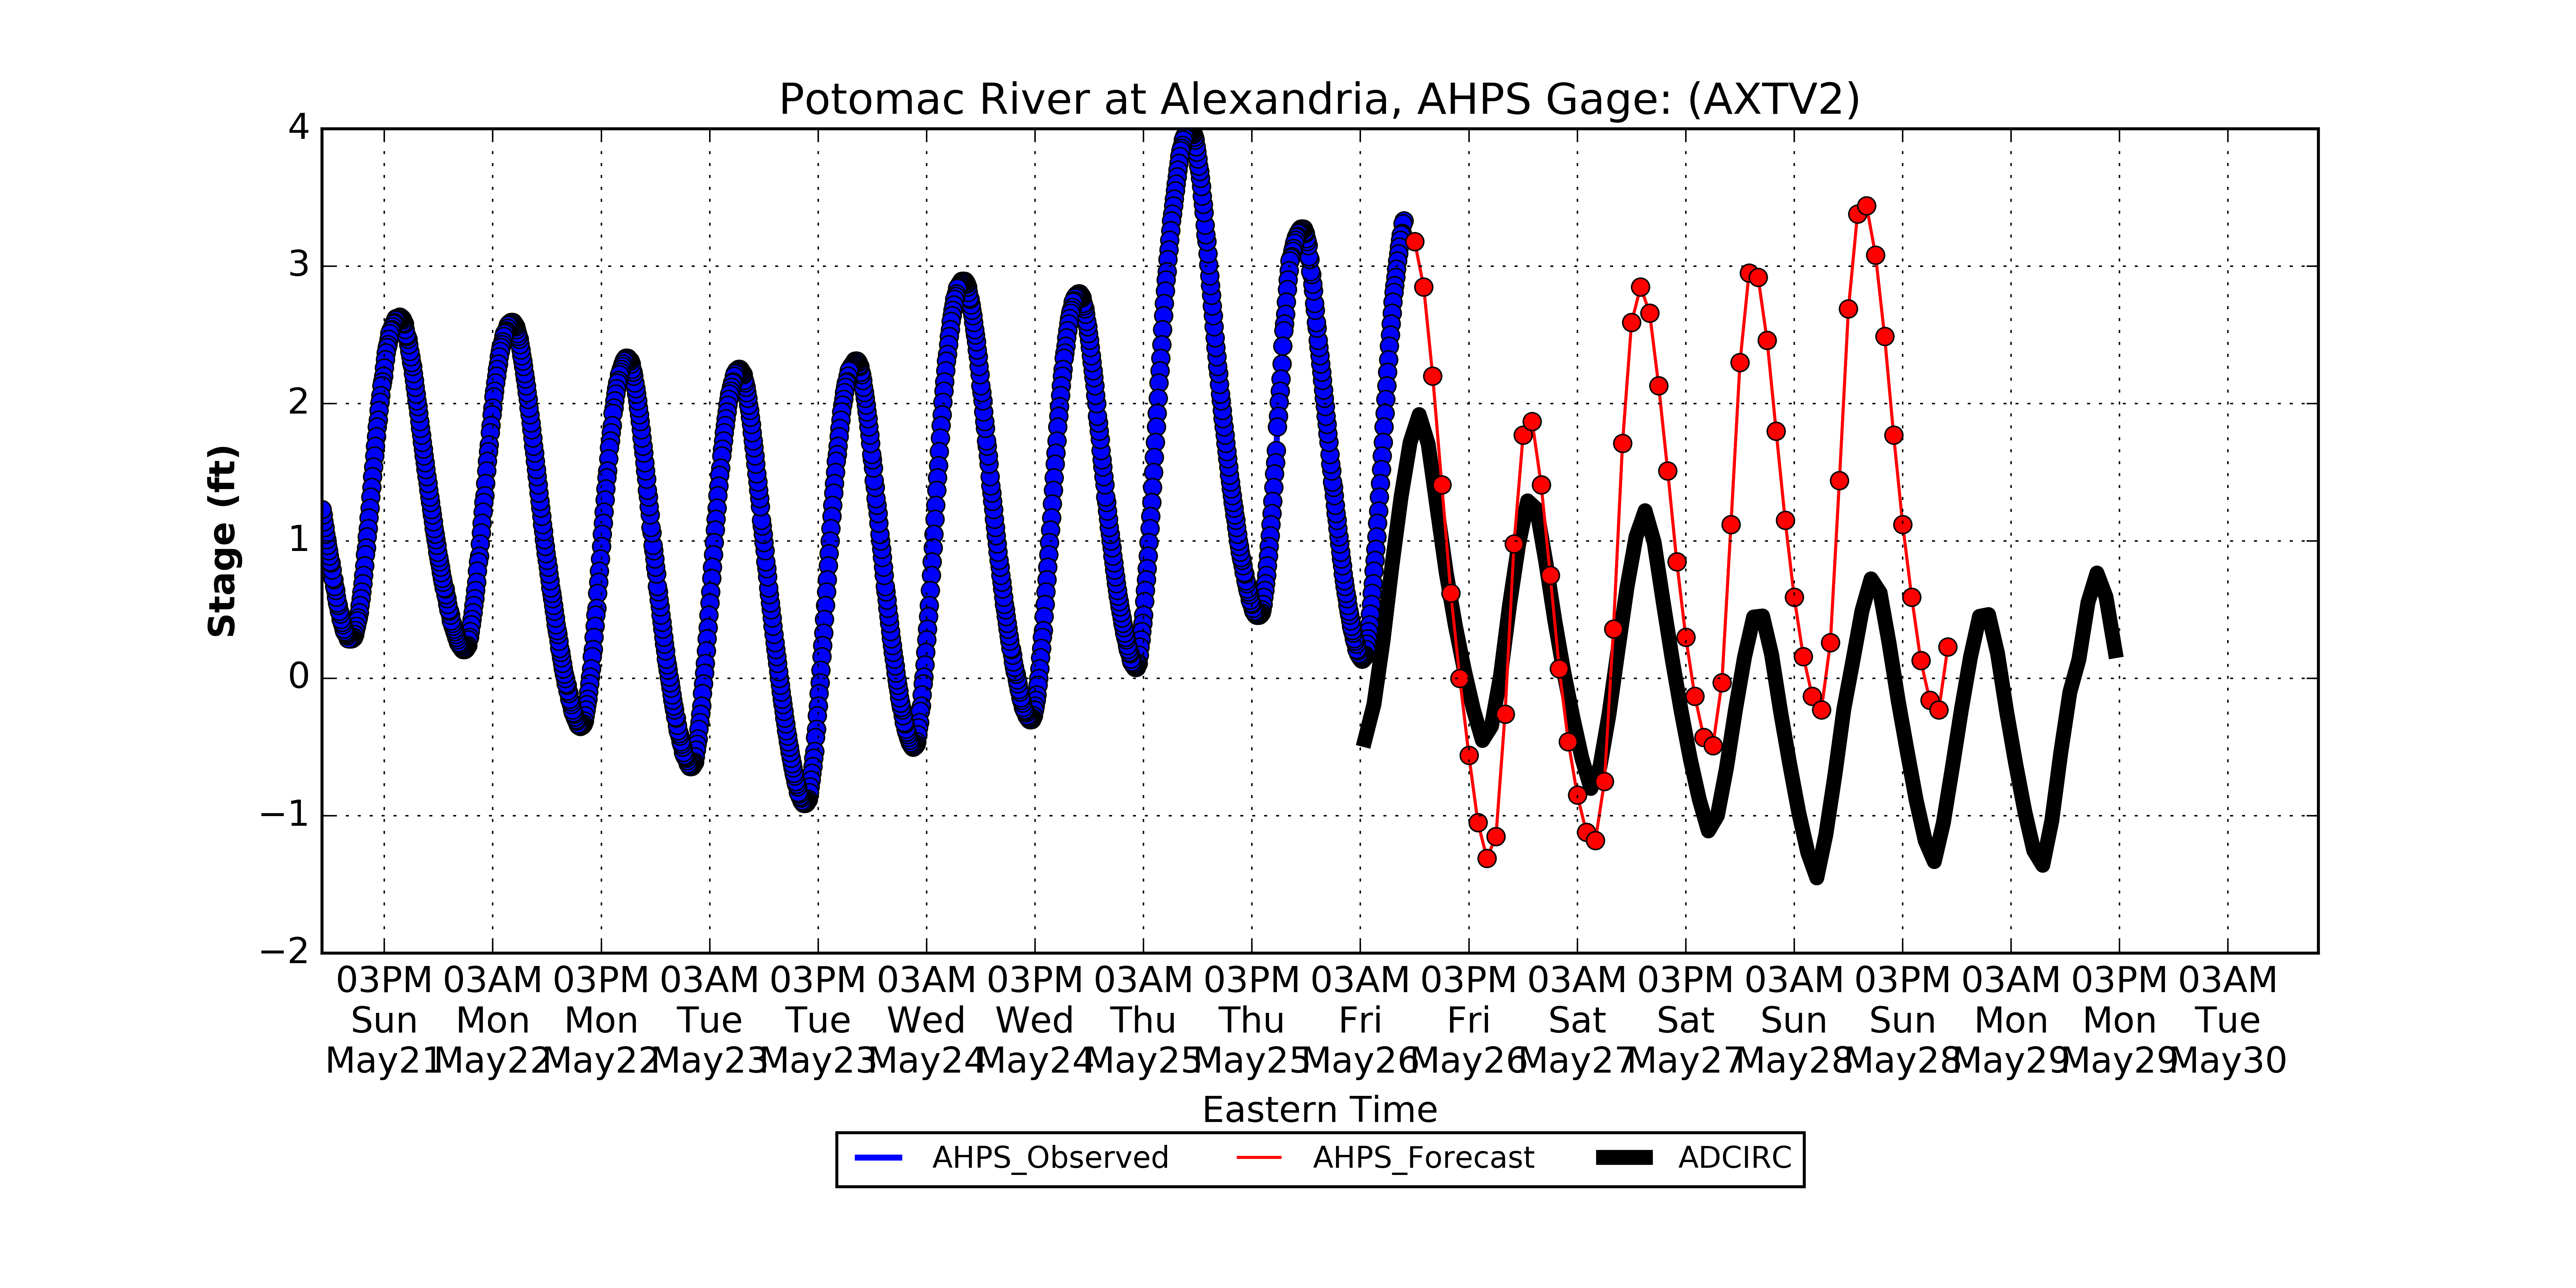 Potomac River at Alexandria, AHPS Gage: (AXTV2)
4
3
2
1
0
−1
−2
Stage (ft)
03PM 03AM 03PM 03AM 03PM 03AM 03PM 03AM 03PM 03AM 03PM 03AM 03PM 03AM 03PM 03AM 03PM 03AM
Sun Mon Mon Tue Tue Wed Wed Thu Thu Fri Fri Sat Sat Sun Sun Mon Mon Tue
May21 May22 May22 May23 May23 May24 May24 May25 May25 May26 May26 May27 May27 May28 May28 May29 May29 May30
Eastern Time
AHPS_Observed AHPS_Forecast ADCIRC